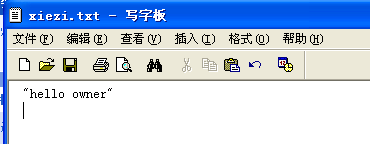 xiezi.txt - 写字板
文件(F) 编辑(E) 查看(V) 插入(I) 格式(O) 帮助(H)
"hello owner"